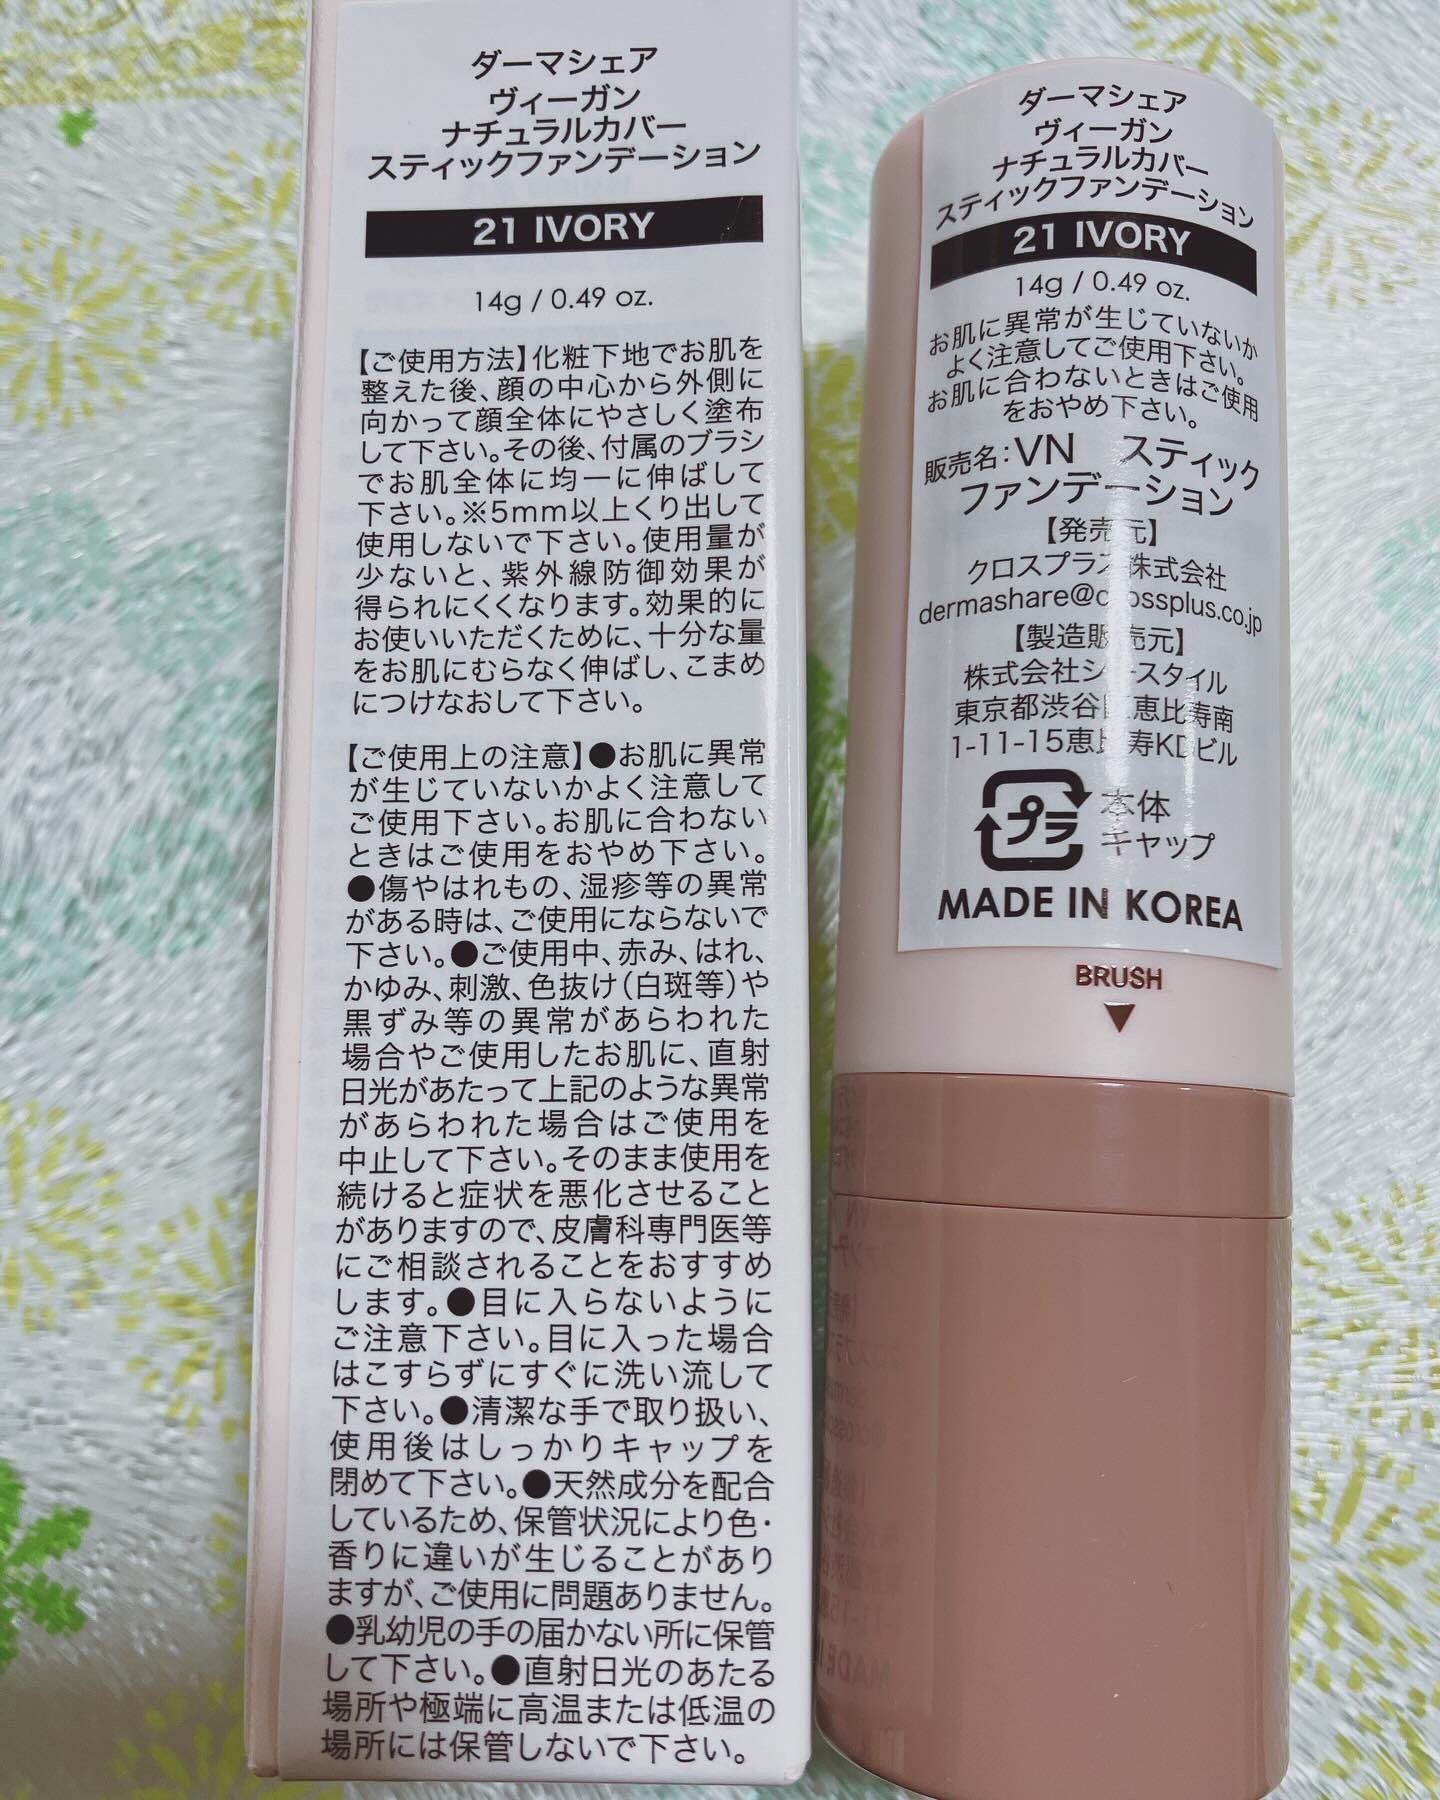 ダーマシェア
ヴィーガン
ナチュラルカバー
スティックファンデーション
21 IVORY
14g / 0.49 oz.
【ご使用方法】化粧下地でお肌を
整えた後、顔の中心から外側に
向かって顔全体にやさしく塗布
して下さい。その後、付属のブラシ
でお肌全体に均一に伸ばして
下さい。※5mm以上くり出して
使用しないで下さい。使用量が
少ないと、紫外線防御効果が
得られにくくなります。効果的に
お使いいただくために、十分な量
をお肌にむらなく伸ばし、こまめ
につけなおして下さい。
【ご使用上の注意】●お肌に異常
が生じていないかよく注意して
ご使用下さい。お肌に合わない
ときはご使用をおやめ下さい。
●傷やはれもの、湿疹等の異常
がある時は、ご使用にならないで
下さい。●ご使用中、赤み、はれ、
かゆみ、刺激、色抜け（白斑等）や
黒ずみ等の異常があらわれた
場合やご使用したお肌に、直射
日光があたって上記のような異常
があらわれた場合はご使用を
中止して下さい。そのまま使用を
続けると症状を悪化させること
がありますので、皮膚科専門医等
にご相談されることをおすすめ
します。●目に入らないように
ご注意下さい。目に入った場合
はこすらずにすぐに洗い流して
下さい。●清潔な手で取り扱い、
使用後はしっかりキャップを
閉めて下さい。●天然成分を配合
しているため、保管状況により色・
香りに違いが生じることがあり
ますが、ご使用に問題ありません。
●乳幼児の手の届かない所に保管
して下さい。●直射日光のあたる
場所や極端に高温または低温の
場所には保管しないで下さい。
ダーマシェア
ヴィーガン
ナチュラルカバー
スティックファンデーション
21 IVORY
14g / 0.49 oz.
お肌に異常が生じていないか
よく注意してご使用下さい。
お肌に合わないときはご使用
をおやめ下さい。
販売名：VN　スティック
ファンデーション
【発売元】
クロスプラス株式会社
dermashare@crossplus.co.jp
【製造販売元】
株式会社シースタイル
東京都渋谷区恵比寿南
1-11-15恵比寿KDビル
プラ 本体
キャップ
MADE IN KOREA
BRUSH